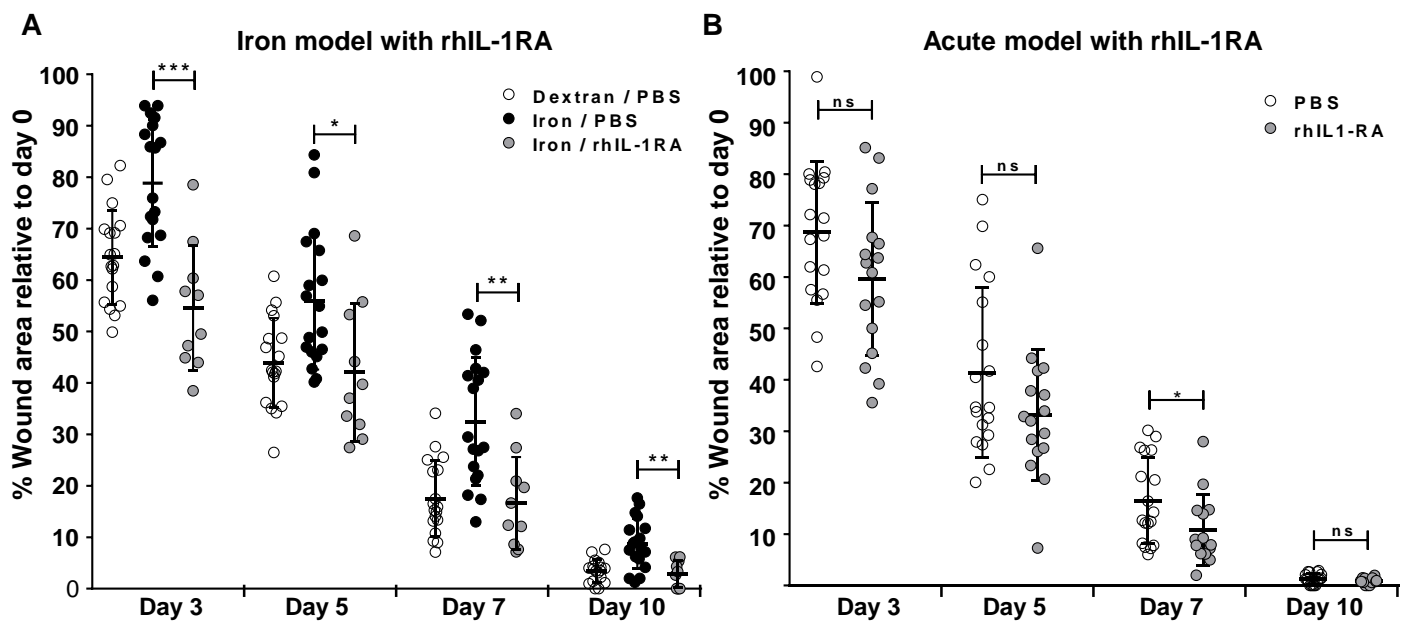 A
Iron model with rhIL-1RA
% Wound area relative to day 0
100
90
80
70
60
50
40
30
20
10
0
***
*
**
**
Dextran / PBS
Iron / PBS
Iron / rhIL-1RA
Day 3
Day 5
Day 7
Day 10
B
Acute model with rhIL-1RA
% Wound area relative to day 0
100
90
80
70
60
50
40
30
20
10
0
ns
ns
*
ns
PBS
rhIL1-RA
Day 3
Day 5
Day 7
Day 10